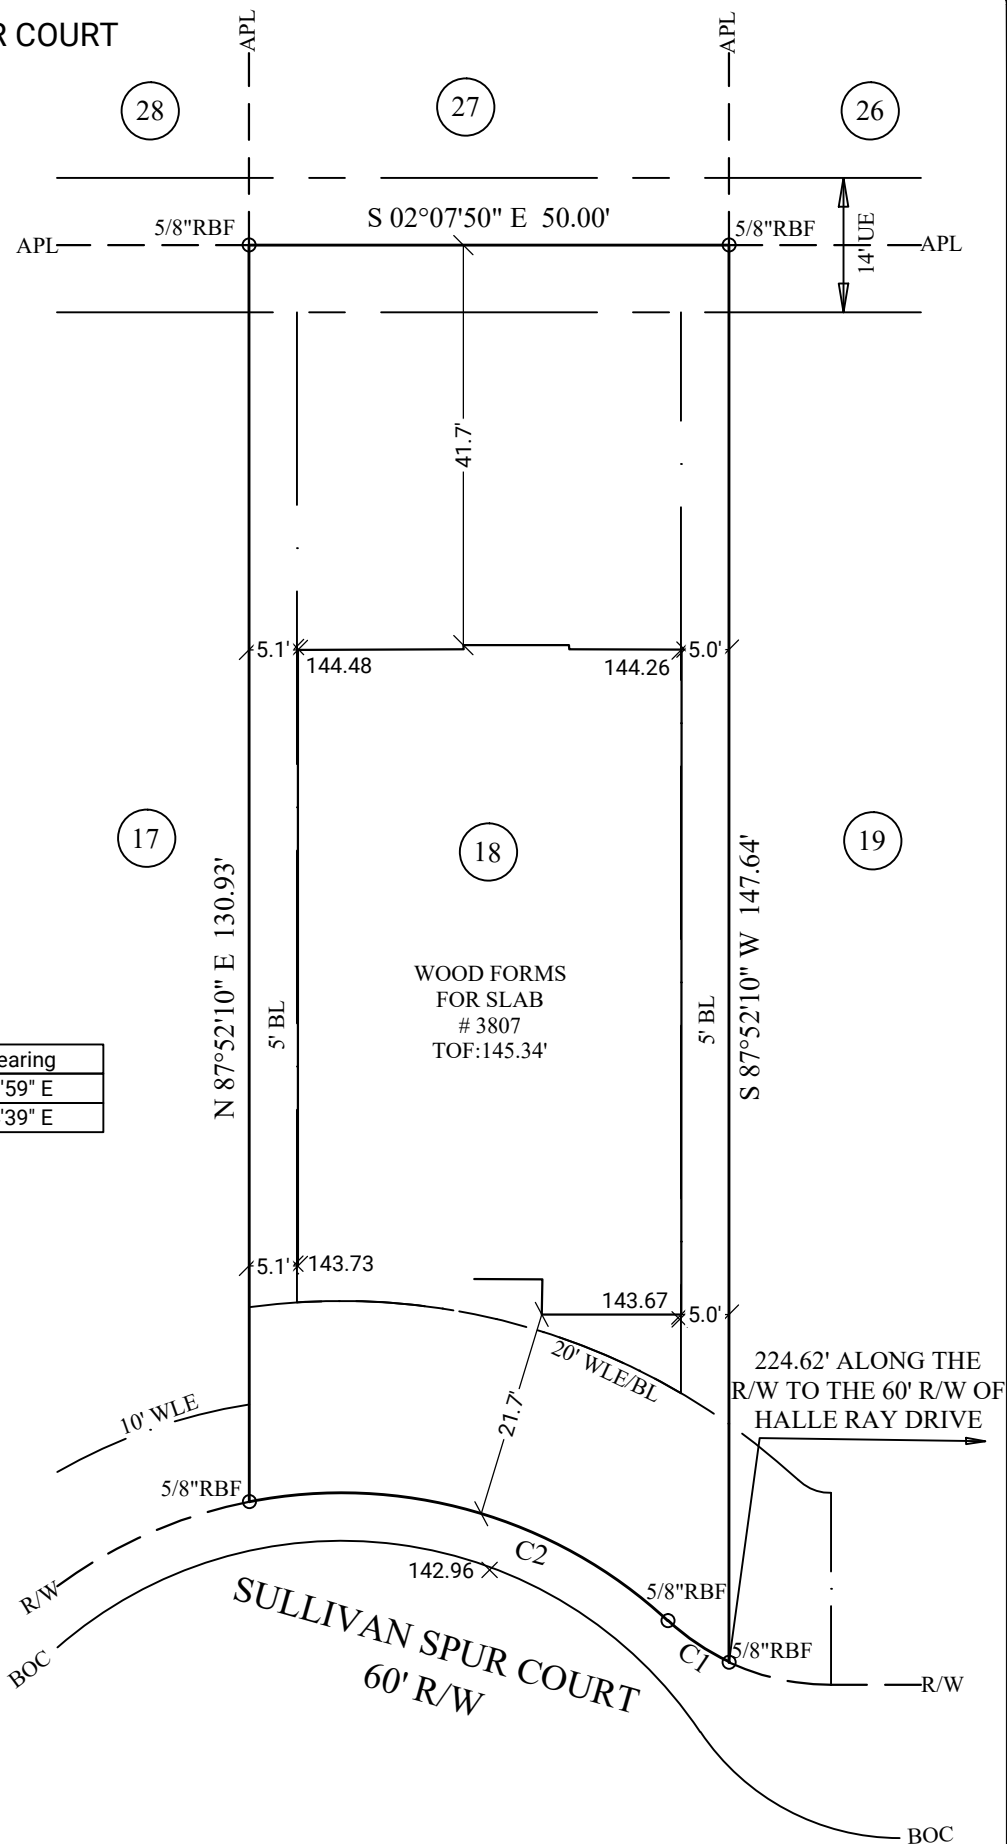 R COURT
APL
APL
28
27
26
S 02°07'50" E 50.00'
5/8"RBF
5/8"RBF
APL
APL
14' UE
41.7'
5.1'
144.48
144.26
5.0'
17
18
19
N 87°52'10" E 130.93'
S 87°52'10" W 147.64'
WOOD FORMS
FOR SLAB
# 3807
TOF:145.34'
5' BL
5' BL
earing
'59" E
'39" E
5.1'
143.73
143.67
5.0'
20' WLE/BL
224.62' ALONG THE
R/W TO THE 60' R/W OF
HALLE RAY DRIVE
10' WLE
21.7'
5/8"RBF
C2
142.96
5/8"RBF
R/W
SULLIVAN SPUR COURT
60' R/W
C1
5/8"RBF
BOC
R/W
BOC